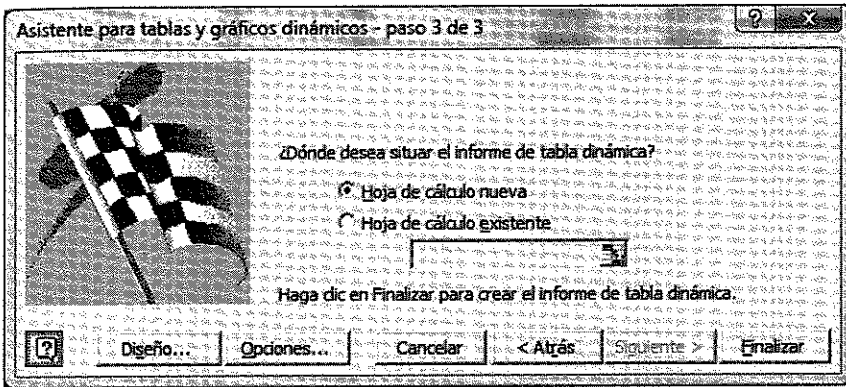 Asistente para tablas y gráficos dinámicos - paso 3 de 3
¿Dónde desea situar el informe de tabla dinámica?
Hoja de cálculo nueva
Hoja de cálculo existente
Haga clic en Finalizar para crear el informe de tabla dinámica.
Diseño... Opciones... Cancelar < Atrás Siguiente > Finalizar